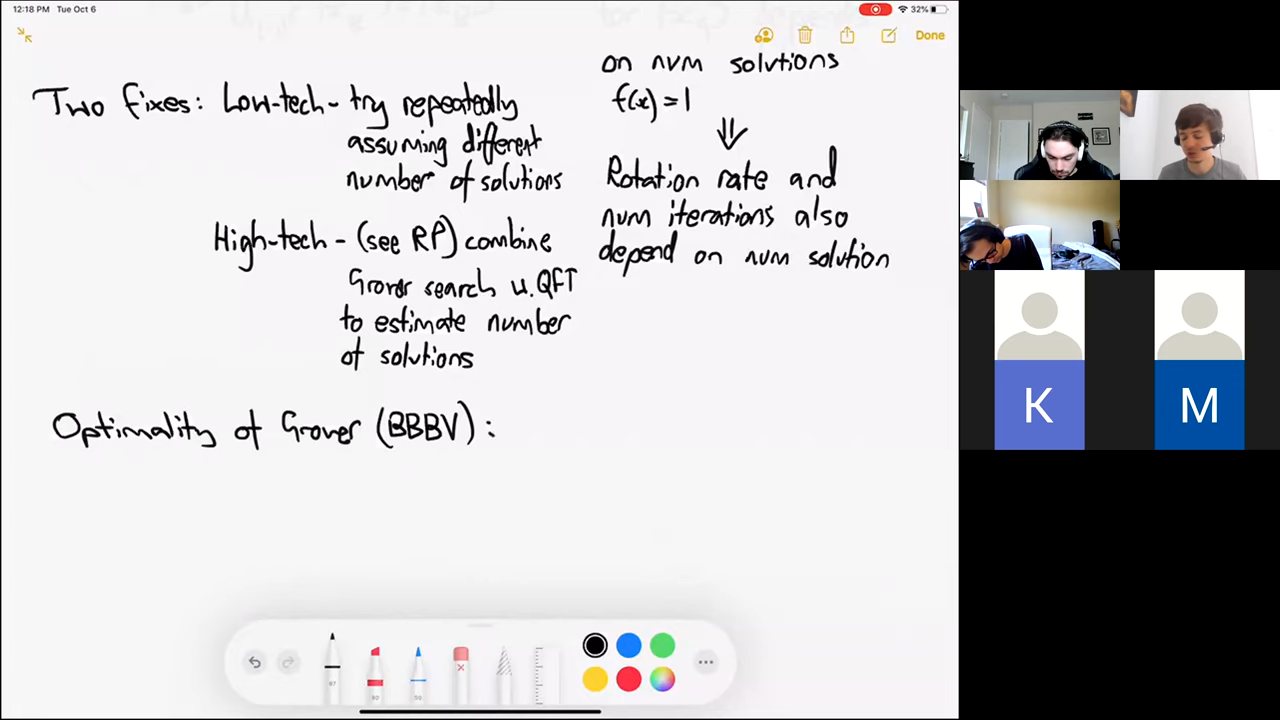 12:18 PM Tue Oct 6
32%
Done
on num solutions
f(x) = 1
⇓
Rotation rate and
num iterations also
depend on num solution
Two fixes: Low-tech - try repeatedly
assuming different
number of solutions
High-tech - (see RP) combine
Grover search w. QFT
to estimate number
of solutions
Optimality of Grover (BBBV):
K
M